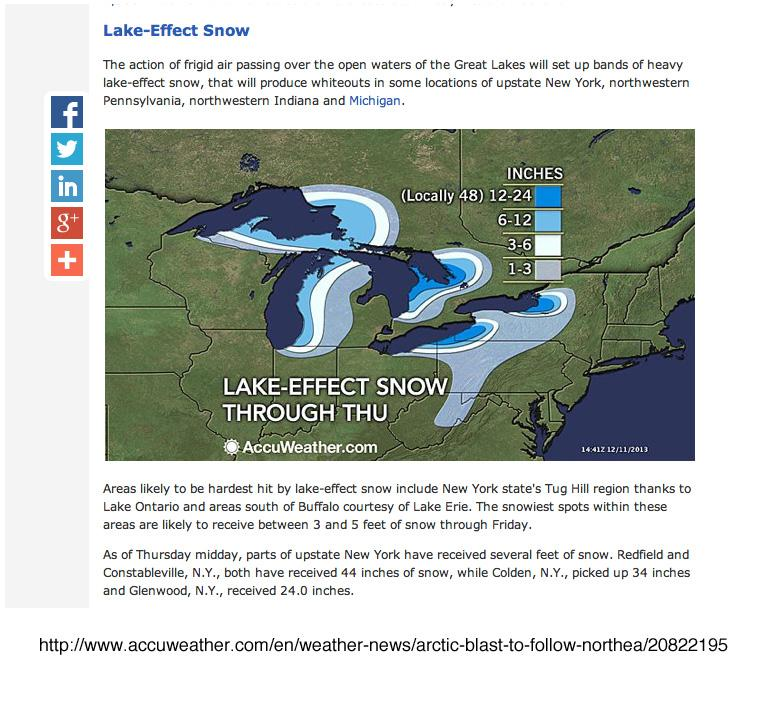 Lake-Effect Snow
The action of frigid air passing over the open waters of the Great Lakes will set up bands of heavy
lake-effect snow, that will produce whiteouts in some locations of upstate New York, northwestern
Pennsylvania, northwestern Indiana and Michigan.
f
in
g+
+
INCHES
(Locally 48) 12-24
6-12
3-6
1-3
LAKE-EFFECT SNOW
THROUGH THU
AccuWeather.com
14:41Z 12/11/2013
Areas likely to be hardest hit by lake-effect snow include New York state's Tug Hill region thanks to
Lake Ontario and areas south of Buffalo courtesy of Lake Erie. The snowiest spots within these
areas are likely to receive between 3 and 5 feet of snow through Friday.
As of Thursday midday, parts of upstate New York have received several feet of snow. Redfield and
Constableville, N.Y., both have received 44 inches of snow, while Colden, N.Y., picked up 34 inches
and Glenwood, N.Y., received 24.0 inches.
http://www.accuweather.com/en/weather-news/arctic-blast-to-follow-northea/20822195